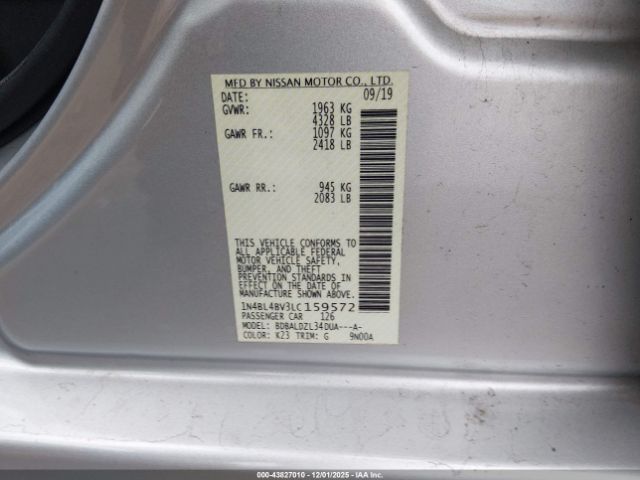 MFD BY NISSAN MOTOR CO., LTD.
DATE: 09/19
GVWR: 1963 KG
4328 LB
GAWR FR.: 1097 KG
2418 LB
GAWR RR.: 945 KG
2083 LB
THIS VEHICLE CONFORMS TO
ALL APPLICABLE FEDERAL
MOTOR VEHICLE SAFETY,
BUMPER, AND THEFT
PREVENTION STANDARDS
IN EFFECT ON THE DATE OF
MANUFACTURE SHOWN ABOVE.
1N4BL4BV3LC159572
PASSENGER CAR 126
MODEL: BDBALDZL34DUA---A-
COLOR: K23 TRIM: G 9N00A
000-43827010 - 12/01/2025 - IAA, Inc.